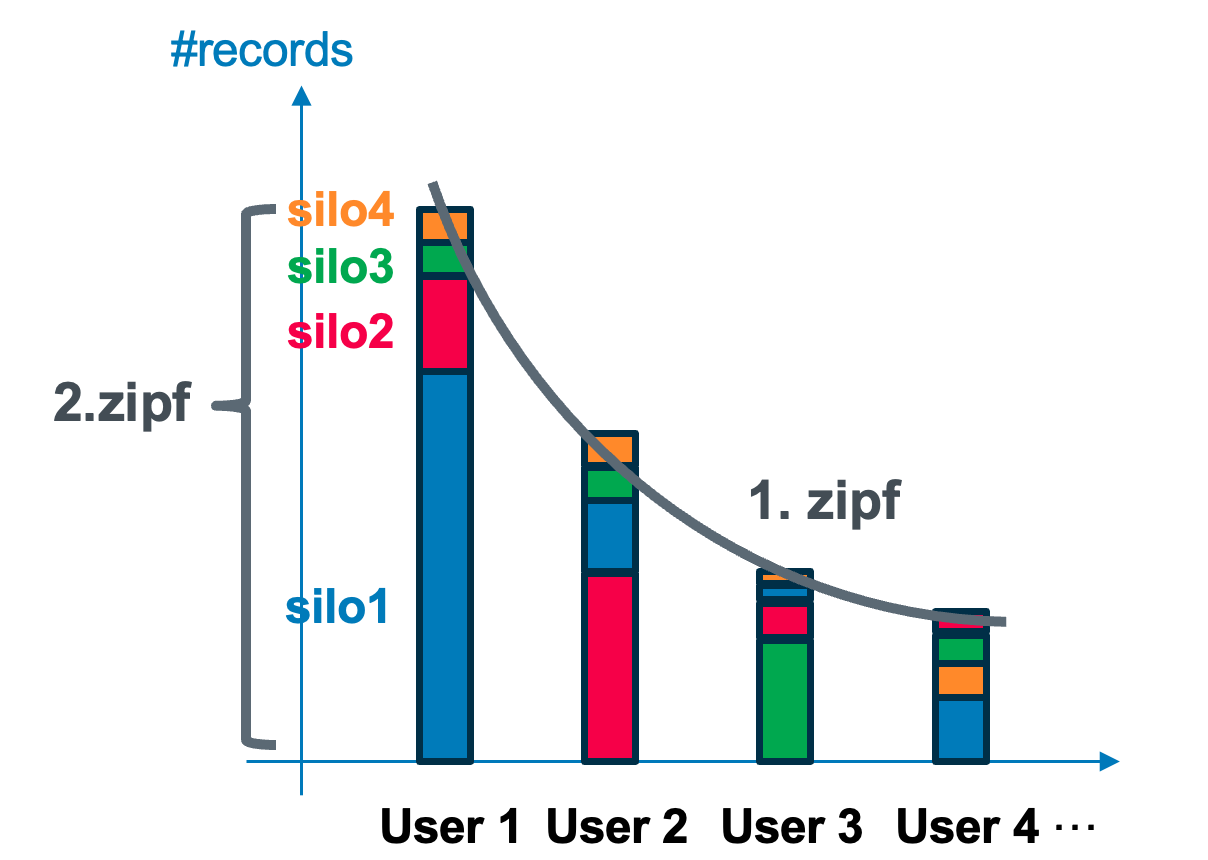 #records
silo4
silo3
silo2
2.zipf
1. zipf
silo1
User 1 User 2 User 3 User 4 ···